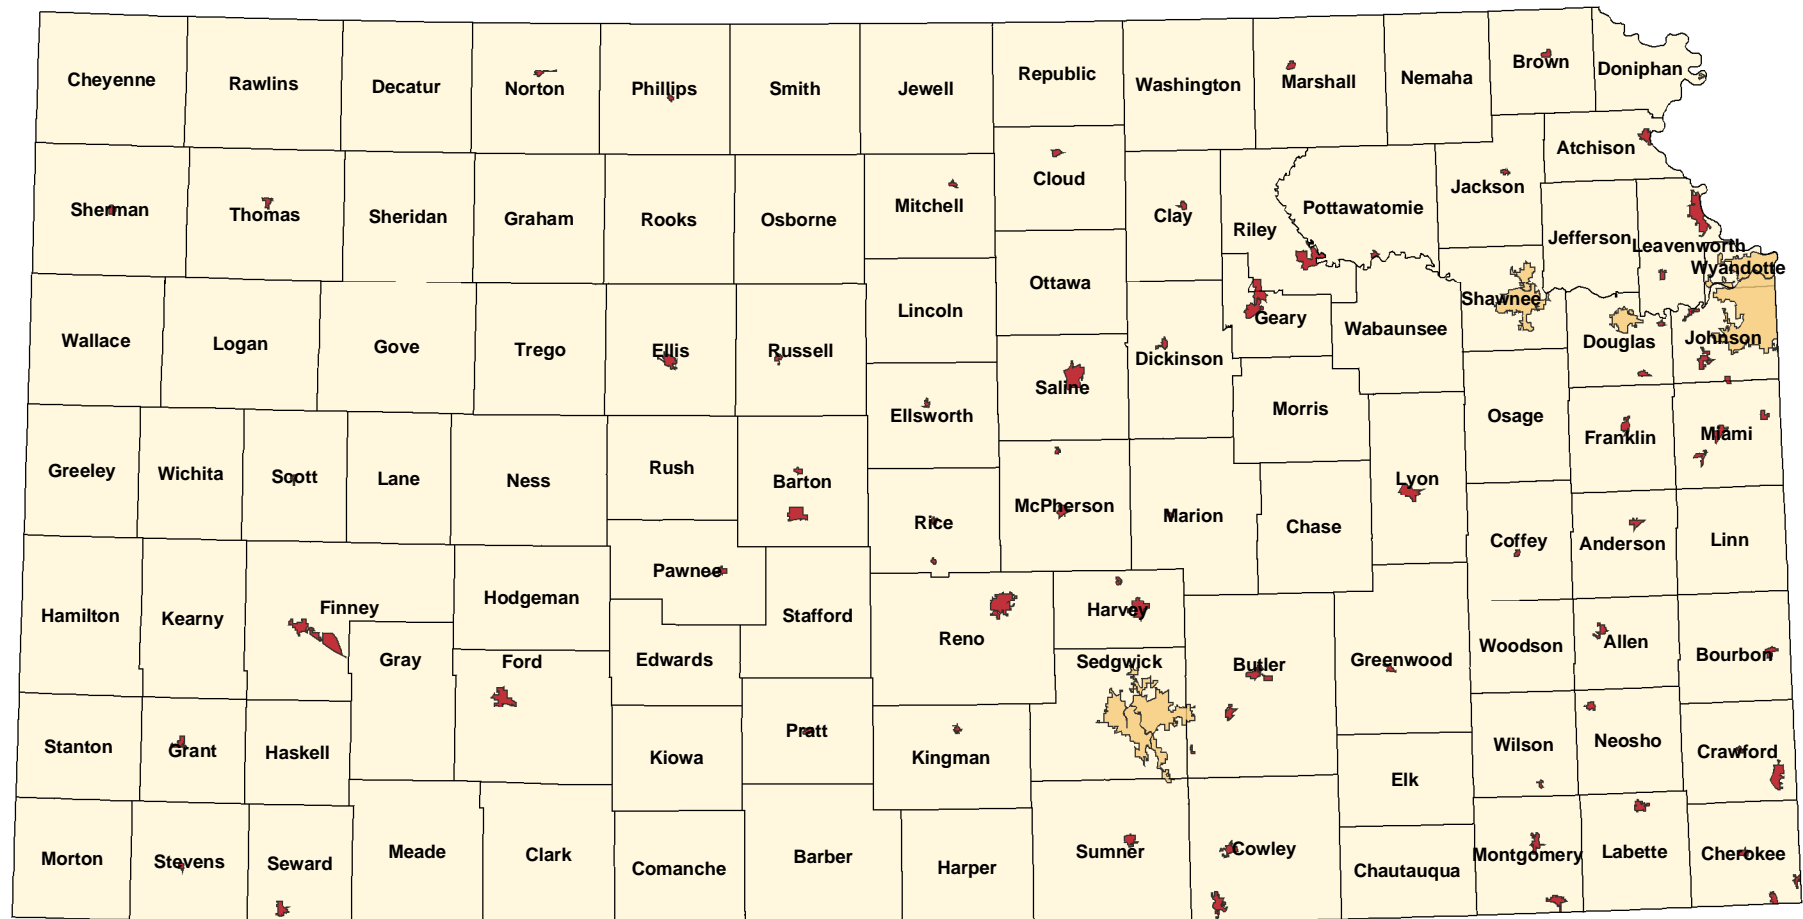 Cheyenne
Rawlins
Decatur
Norton
Phillips
Smith
Jewell
Republic
Washington
Marshall
Nemaha
Brown
Doniphan
Sherman
Thomas
Sheridan
Graham
Rooks
Osborne
Mitchell
Cloud
Clay
Riley
Pottawatomie
Jackson
Atchison
Jefferson
Leavenworth
Wyandotte
Wallace
Logan
Gove
Trego
Ellis
Russell
Lincoln
Ottawa
Saline
Dickinson
Geary
Wabaunsee
Shawnee
Douglas
Johnson
Greeley
Wichita
Scott
Lane
Ness
Rush
Barton
Ellsworth
Rice
McPherson
Marion
Morris
Chase
Lyon
Osage
Franklin
Miami
Coffey
Anderson
Linn
Hamilton
Kearny
Finney
Hodgeman
Pawnee
Stafford
Reno
Harvey
Gray
Ford
Edwards
Sedgwick
Butler
Greenwood
Woodson
Allen
Bourbon
Stanton
Grant
Haskell
Kiowa
Pratt
Kingman
Elk
Wilson
Neosho
Crawford
Morton
Stevens
Seward
Meade
Clark
Comanche
Barber
Harper
Sumner
Cowley
Chautauqua
Montgomery
Labette
Cherokee